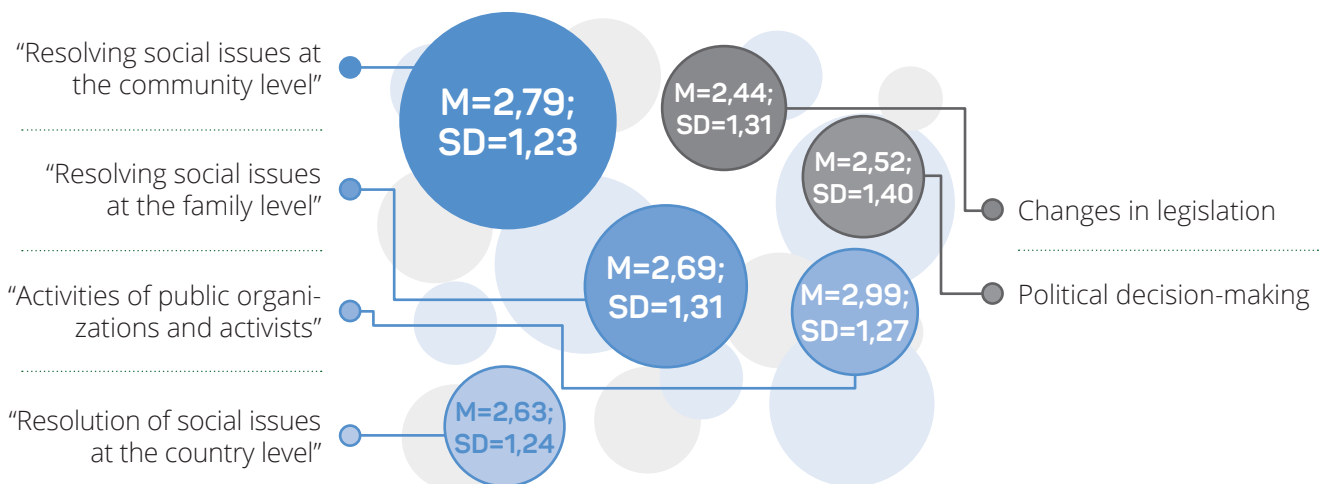 “Resolving social issues at
the community level”
“Resolving social issues
at the family level”
“Activities of public organi-
zations and activists”
“Resolution of social issues
at the country level”
M=2,79;
SD=1,23
M=2,69;
SD=1,31
M=2,99;
SD=1,27
M=2,63;
SD=1,24
M=2,44;
SD=1,31
M=2,52;
SD=1,40
Changes in legislation
Political decision-making